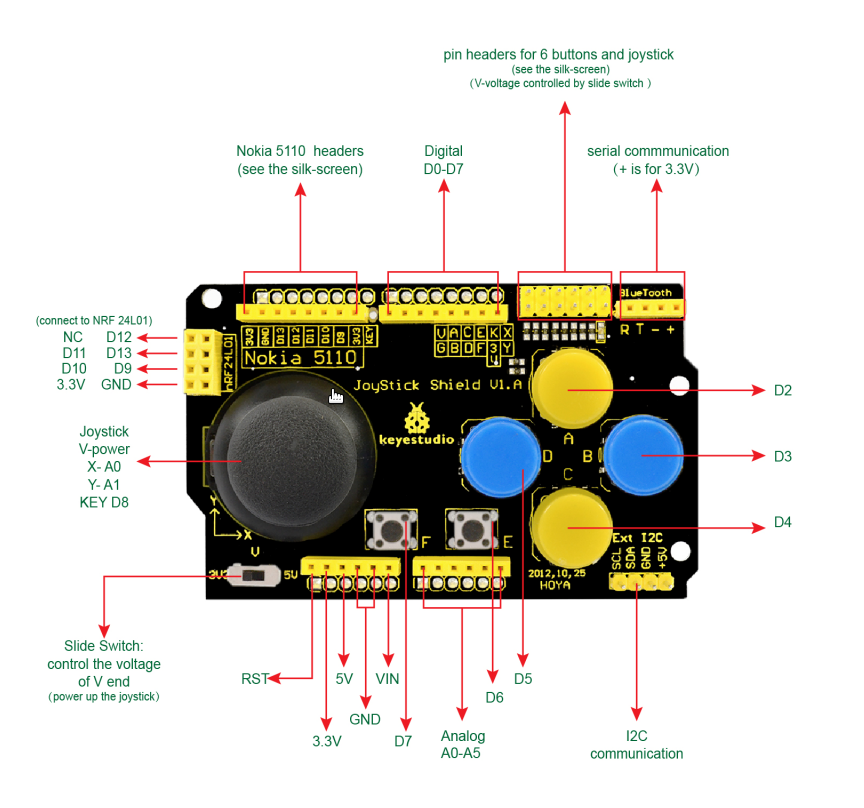 pin headers for 6 buttons and joystick
(see the silk-screen)
(V-voltage controlled by slide switch )
Nokia 5110 headers
(see the silk-screen)
Digital
D0-D7
serial commmunication
(+ is for 3.3V)
BlueTooth
R T - +
(connect to NRF 24L01)
NC D12
D11 D13
D10 D9
3.3V GND
nRF24L01
3V3 GND D13 D12 D11 D10 D9 3V3 KEY
Nokia 5110
V A C E K X
G B D F 3 Y
JoyStick Shield V1.A
keyestudio
A
D B
C
D2
D3
D4
Joystick
V-power
X- A0
Y- A1
KEY D8
Y
X
V
3V3 5V
F E
Ext I2C
SCL SDA GND +5V
2012,10,25
HOYA
Slide Switch:
control the voltage
of V end
(power up the joystick)
RST 5V VIN
GND
3.3V
D7
D6
D5
Analog
A0-A5
I2C
communication